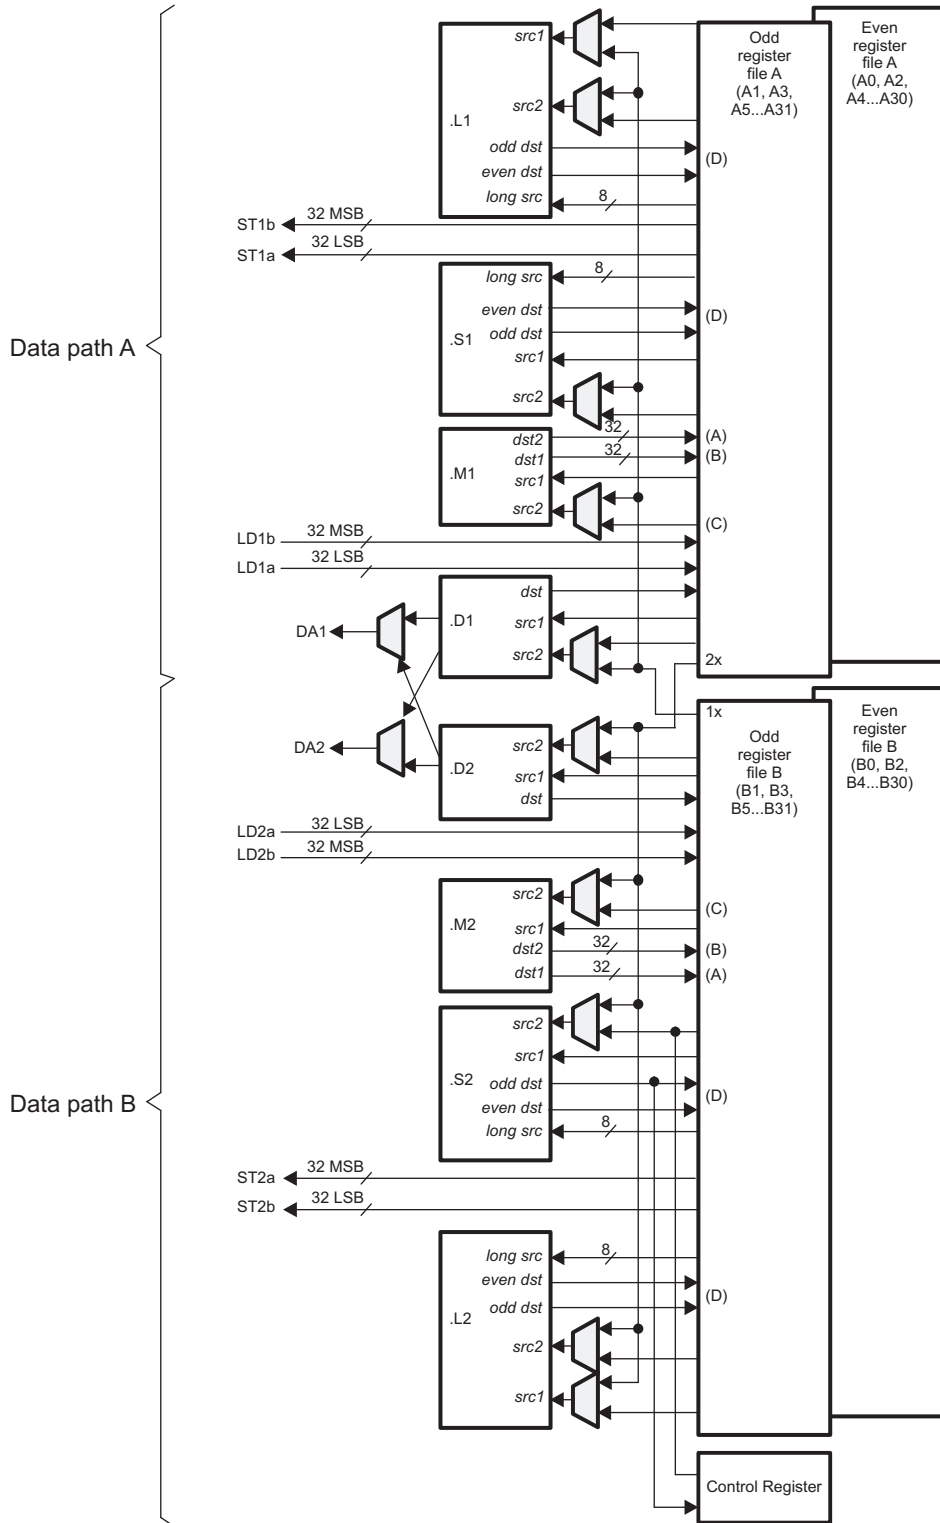 src1
Odd
register
file A
(A1, A3,
A5...A31)
Even
register
file A
(A0, A2,
A4...A30)
src2
.L1
odd dst
(D)
even dst
long src
8
ST1b
32 MSB
ST1a
32 LSB
long src
8
even dst
(D)
odd dst
.S1
src1
Data path A
src2
dst2
32
(A)
dst1
32
(B)
.M1
src1
src2
(C)
LD1b
32 MSB
LD1a
32 LSB
dst
.D1
src1
DA1
src2
2x
1x
Odd
register
file B
(B1, B3,
B5...B31)
Even
register
file B
(B0, B2,
B4...B30)
DA2
src2
.D2
src1
dst
LD2a
32 LSB
LD2b
32 MSB
src2
(C)
.M2
src1
dst2
32
(B)
dst1
32
(A)
src2
src1
.S2
odd dst
(D)
even dst
Data path B
long src
8
ST2a
32 MSB
ST2b
32 LSB
long src
8
even dst
(D)
odd dst
.L2
src2
src1
Control Register